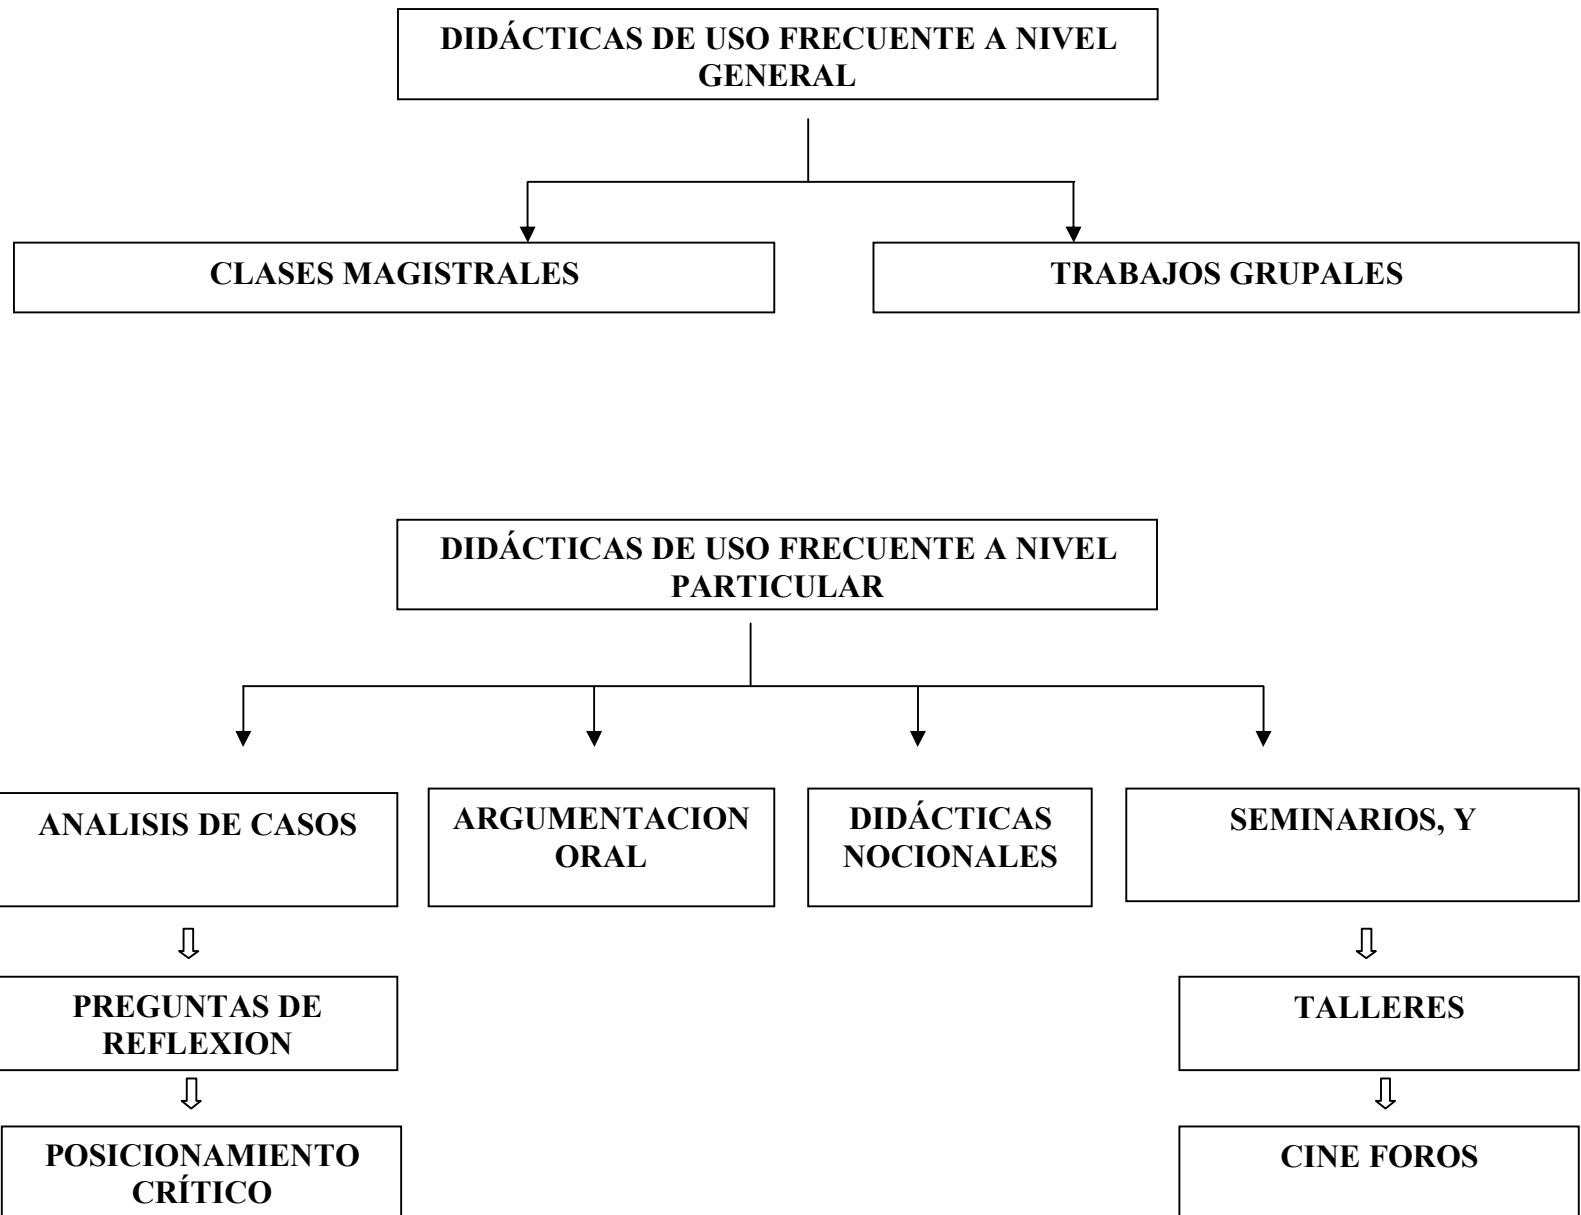 DIDÁCTICAS DE USO FRECUENTE A NIVEL
GENERAL
CLASES MAGISTRALES
TRABAJOS GRUPALES
DIDÁCTICAS DE USO FRECUENTE A NIVEL
PARTICULAR
ANALISIS DE CASOS
ARGUMENTACION
ORAL
DIDÁCTICAS
NOCIONALES
SEMINARIOS, Y
PREGUNTAS DE
REFLEXION
TALLERES
POSICIONAMIENTO
CRÍTICO
CINE FOROS